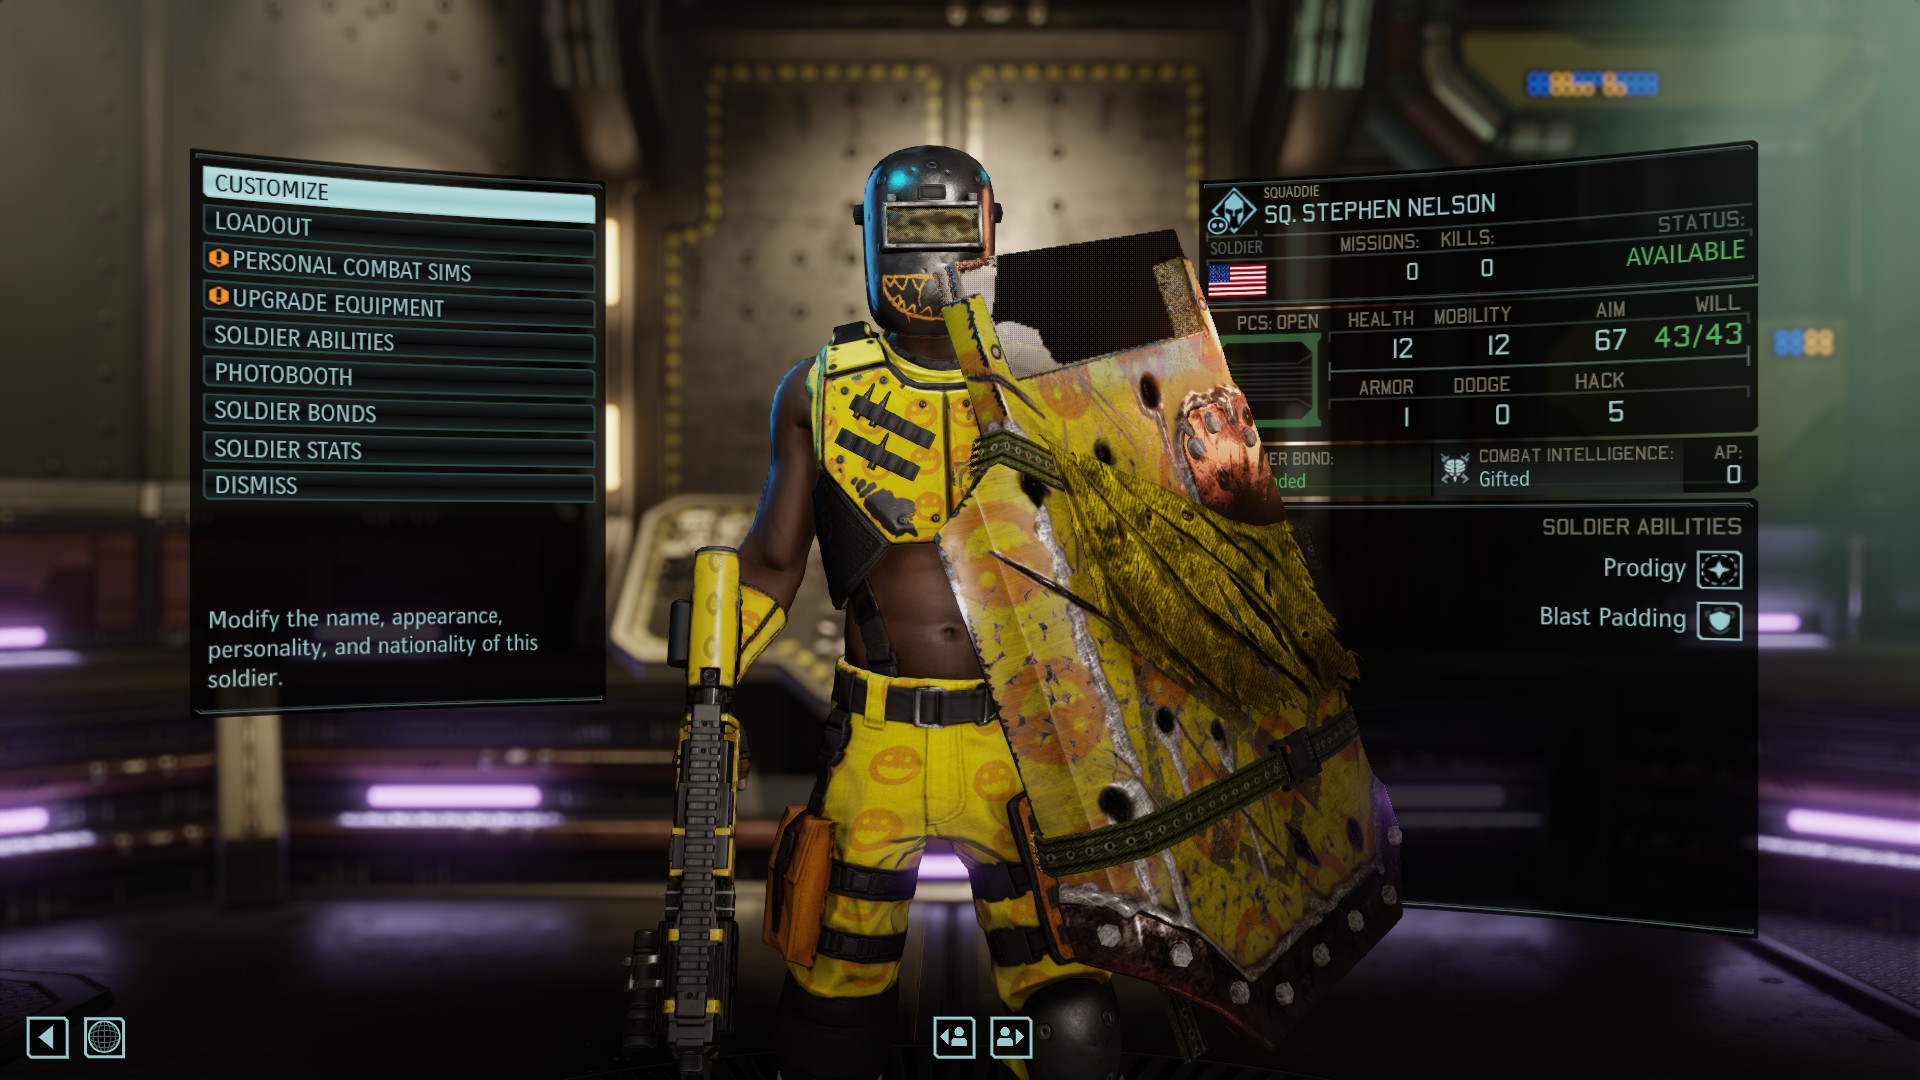 CUSTOMIZE
LOADOUT
PERSONAL COMBAT SIMS
UPGRADE EQUIPMENT
SOLDIER ABILITIES
PHOTOBOOTH
SOLDIER BONDS
SOLDIER STATS
DISMISS
Modify the name, appearance,
personality, and nationality of this
soldier.
SQUADDIE
SQ. STEPHEN NELSON
SOLDIER
MISSIONS: KILLS: STATUS:
0 0 AVAILABLE
PCS: OPEN HEALTH MOBILITY AIM WILL
12 12 67 43/43
ARMOR DODGE HACK
1 0 5
BOND: COMBAT INTELLIGENCE: AP:
Gifted 0
SOLDIER ABILITIES
Prodigy
Blast Padding